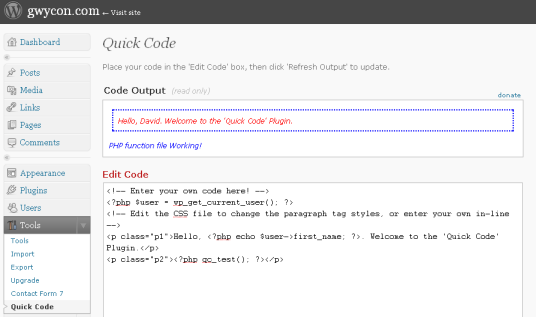 gwycon.com ← Visit site
Dashboard
Posts
Media
Links
Pages
Comments
Appearance
Plugins
Users
Tools
Tools
Import
Export
Upgrade
Contact Form 7
Quick Code
Quick Code
Place your code in the 'Edit Code' box, then click 'Refresh Output' to update.
Code Output (read only)
donate
Hello, David. Welcome to the 'Quick Code' Plugin.
PHP function file Working!
Edit Code
<!-- Enter your own code here! -->
<?php $user = wp_get_current_user(); ?>
<!-- Edit the CSS file to change the paragraph tag styles, or enter your own in-line
-->
<p class="p1">Hello, <?php echo $user->first_name; ?>. Welcome to the 'Quick Code'
Plugin.</p>
<p class="p2"><?php qc_test(); ?></p>